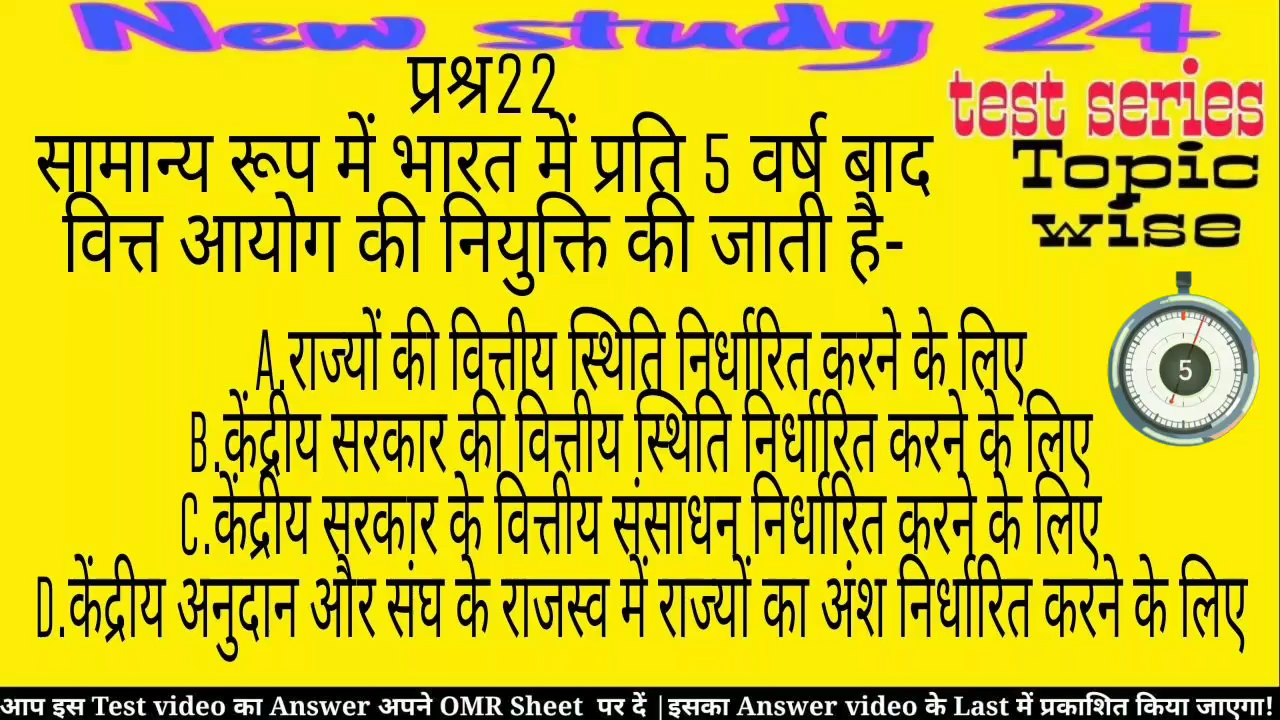 New study 24
test series
Topic
wise
प्रश्न22
सामान्य रूप में भारत में प्रति 5 वर्ष बाद
वित्त आयोग की नियुक्ति की जाती है-
A.राज्यों की वित्तीय स्थिति निर्धारित करने के लिए
B.केंद्रीय सरकार की वित्तीय स्थिति निर्धारित करने के लिए
C.केंद्रीय सरकार के वित्तीय संसाधन निर्धारित करने के लिए
D.केंद्रीय अनुदान और संघ के राजस्व में राज्यों का अंश निर्धारित करने के लिए
5
आप इस Test video का Answer अपने OMR Sheet पर दें |इसका Answer video के Last में प्रकाशित किया जाएगा!